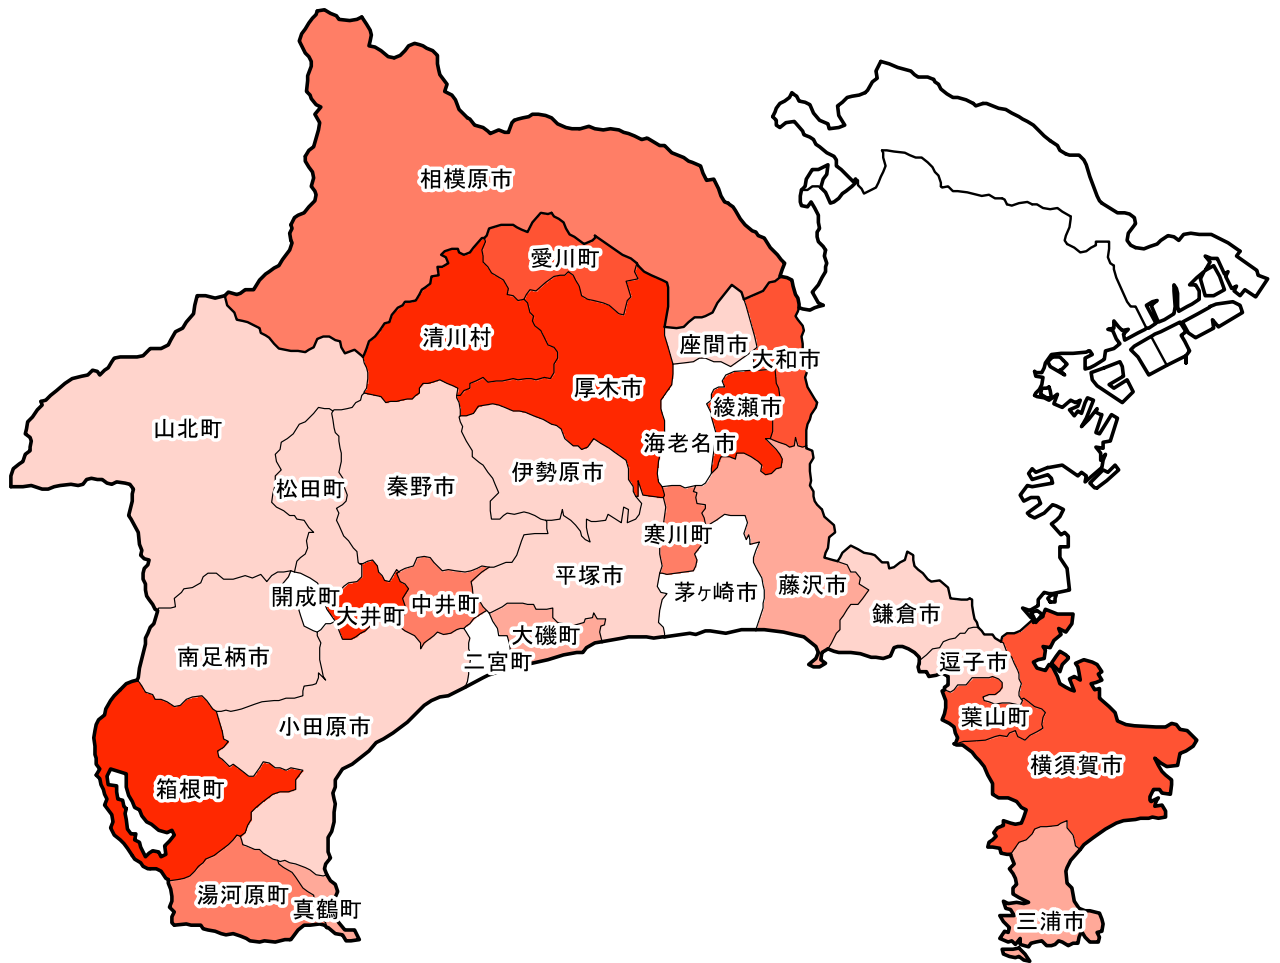 相模原市
愛川町
清川村
座間市
大和市
厚木市
綾瀬市
山北町
海老名市
伊勢原市
松田町
秦野市
寒川町
平塚市
藤沢市
茅ヶ崎市
開成町
中井町
大井町
鎌倉市
大磯町
南足柄市
二宮町
逗子市
葉山町
小田原市
横須賀市
箱根町
湯河原町
真鶴町
三浦市